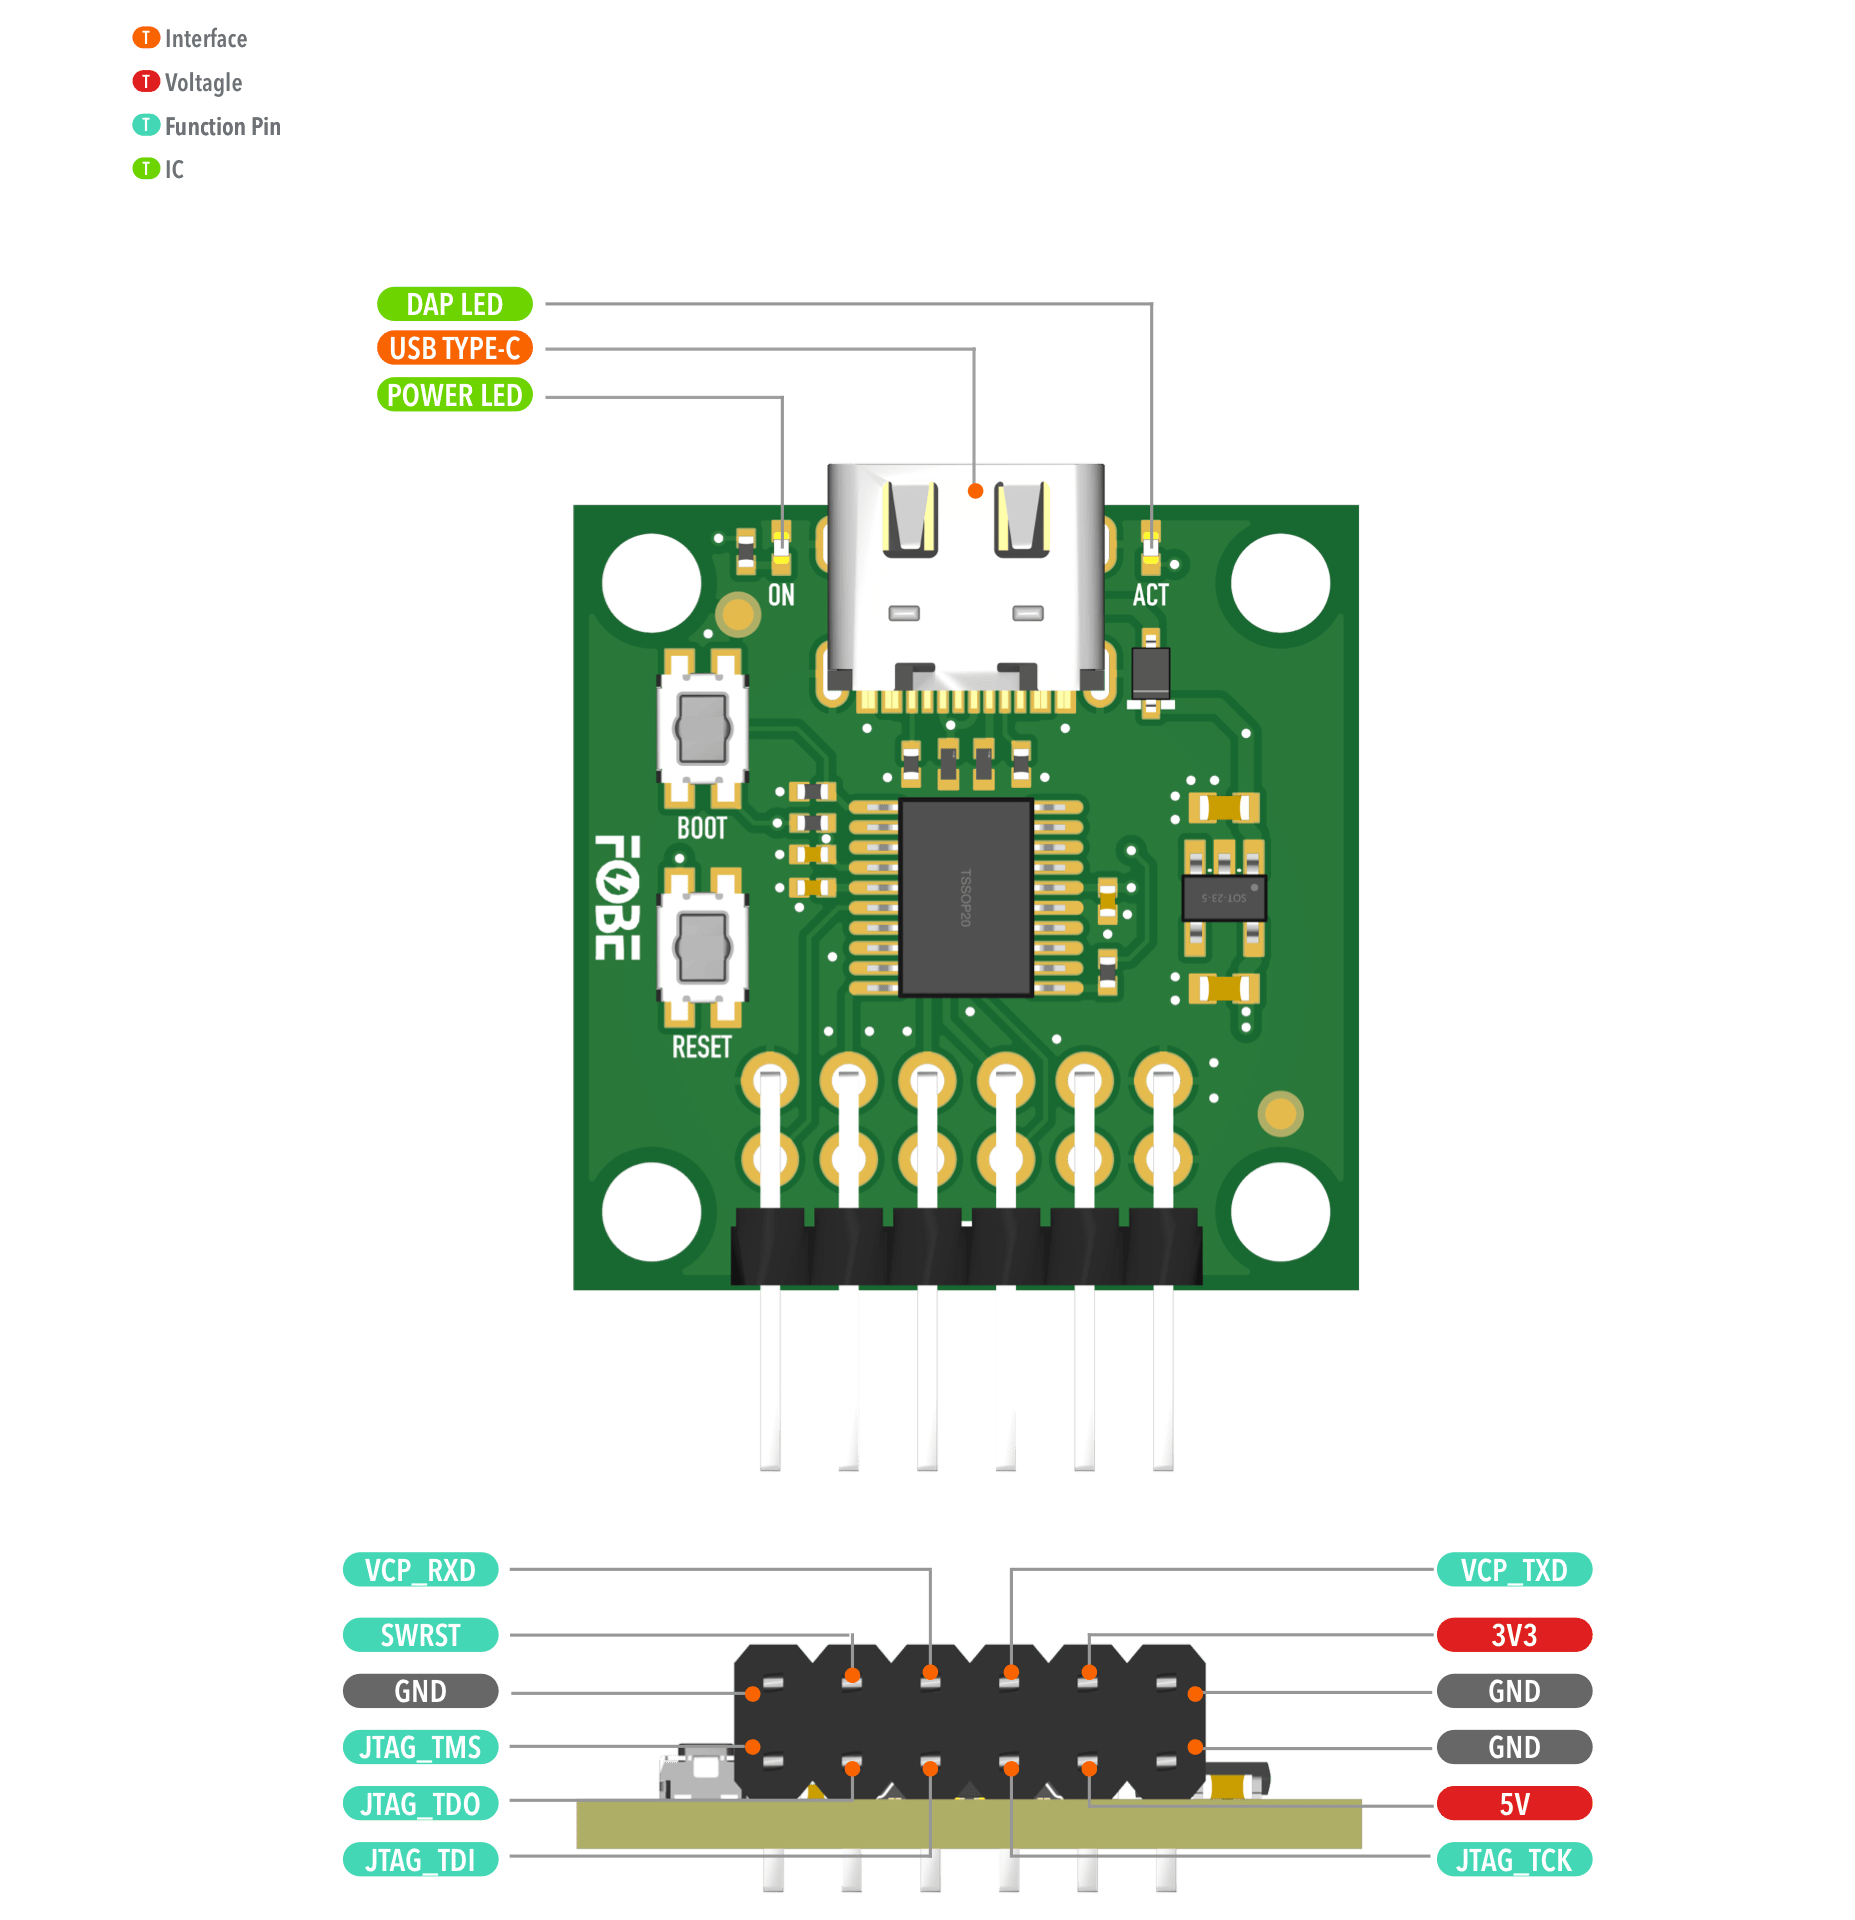 T Interface
T Voltagle
T Function Pin
T IC
DAP LED
USB TYPE-C
POWER LED
ON
ACT
BOOT
FOBE
TSSOP20
SOT-23-5
RESET
VCP_RXD
VCP_TXD
SWRST
3V3
GND
GND
JTAG_TMS
GND
JTAG_TDO
5V
JTAG_TDI
JTAG_TCK